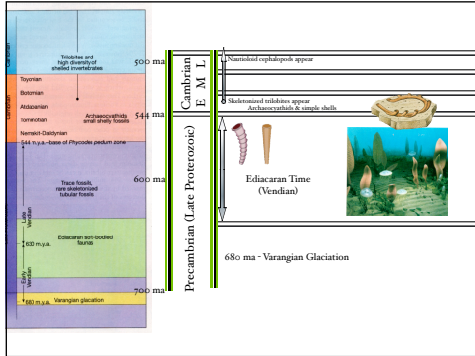 Cambrian
Trilobites and
high diversity of
shelled invertebrates
Toyonian
Botomian
Atdabanian
Tommotian
Nemakit-Daldynian
Archaeocyathids
small shelly fossils
544 m.y.a.-base of Phycodes pedum zone
Trace fossils,
rare skeletonized
tubular fossils
Late
Vendian
630 m.y.a.
Ediacaran soft-bodied
faunas
Early
Vendian
680 m.y.a.
Varangian glaciation
500 ma
544 ma
600 ma
700 ma
Cambrian
E M L
Precambrian (Late Proterozoic)
Nautiloid cephalopods appear
Skeletonized trilobites appear
Archaeocyathids & simple shells
Ediacaran Time
(Vendian)
680 ma - Varangian Glaciation